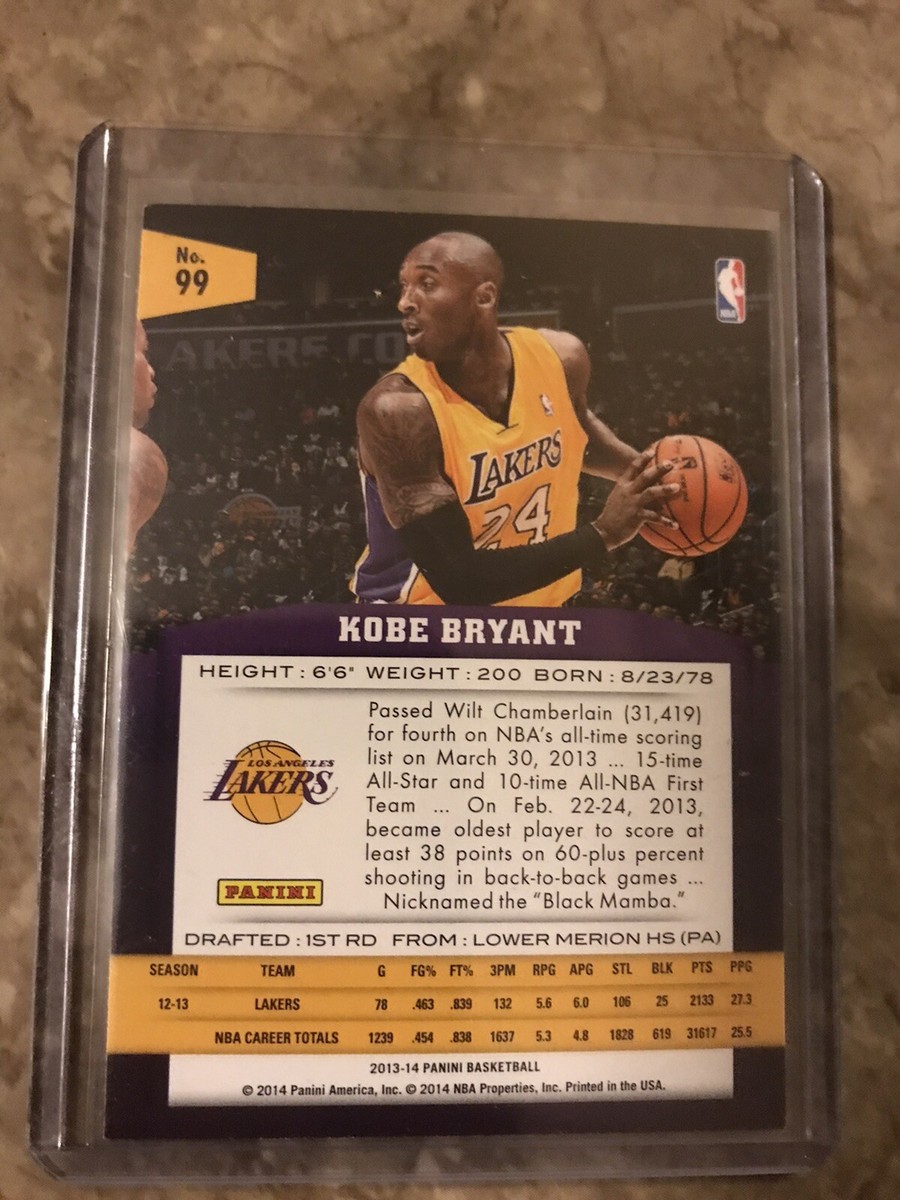 No.
99
NBA
AKERS CO
LAKERS
24
KOBE BRYANT
HEIGHT : 6'6" WEIGHT : 200 BORN : 8/23/78
Passed Wilt Chamberlain (31,419)
for fourth on NBA's all-time scoring
list on March 30, 2013 ... 15-time
All-Star and 10-time All-NBA First
Team ... On Feb. 22-24, 2013,
became oldest player to score at
least 38 points on 60-plus percent
shooting in back-to-back games ...
Nicknamed the "Black Mamba."
LOS ANGELES
LAKERS
PANINI
DRAFTED : 1ST RD FROM : LOWER MERION HS (PA)
SEASON TEAM G FG% FT% 3PM RPG APG STL BLK PTS PPG
12-13 LAKERS 78 .463 .839 132 5.6 6.0 106 25 2133 27.3
NBA CAREER TOTALS 1239 .454 .838 1637 5.3 4.8 1828 619 31617 25.5
2013-14 PANINI BASKETBALL
© 2014 Panini America, Inc. © 2014 NBA Properties, Inc. Printed in the USA.